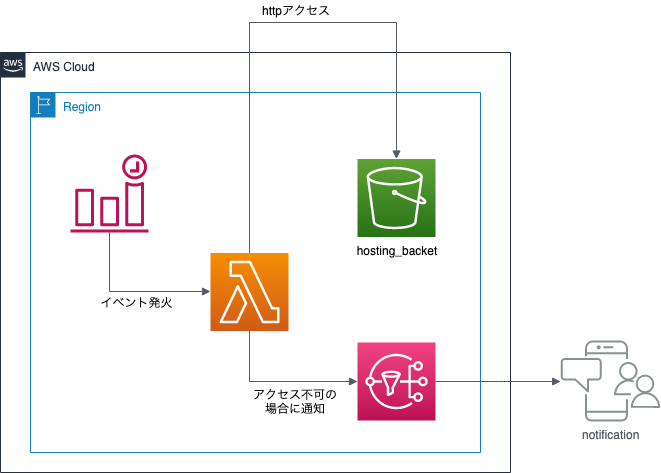 httpアクセス
aws
AWS Cloud
Region
hosting_backet
イベント発火
アクセス不可の
場合に通知
notification